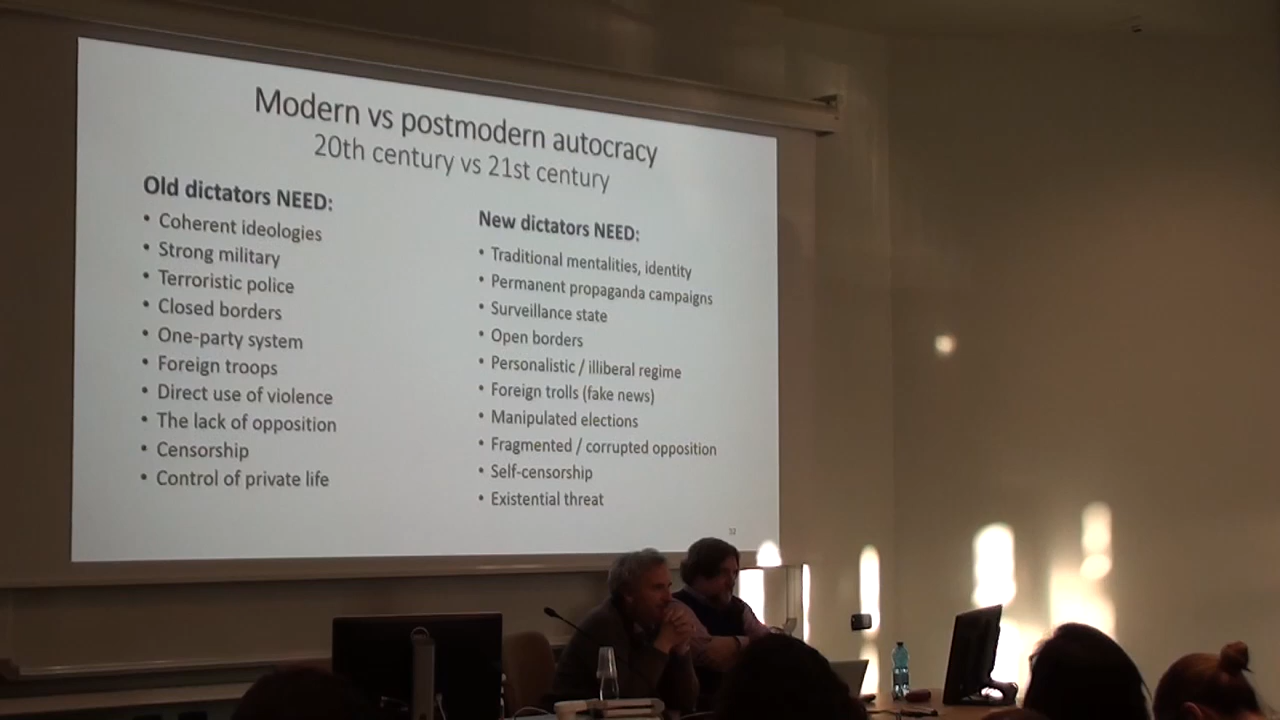 Modern vs postmodern autocracy
20th century vs 21st century
Old dictators NEED:
• Coherent ideologies
• Strong military
• Terroristic police
• Closed borders
• One-party system
• Foreign troops
• Direct use of violence
• The lack of opposition
• Censorship
• Control of private life
New dictators NEED:
• Traditional mentalities, identity
• Permanent propaganda campaigns
• Surveillance state
• Open borders
• Personalistic / illiberal regime
• Foreign trolls (fake news)
• Manipulated elections
• Fragmented / corrupted opposition
• Self-censorship
• Existential threat